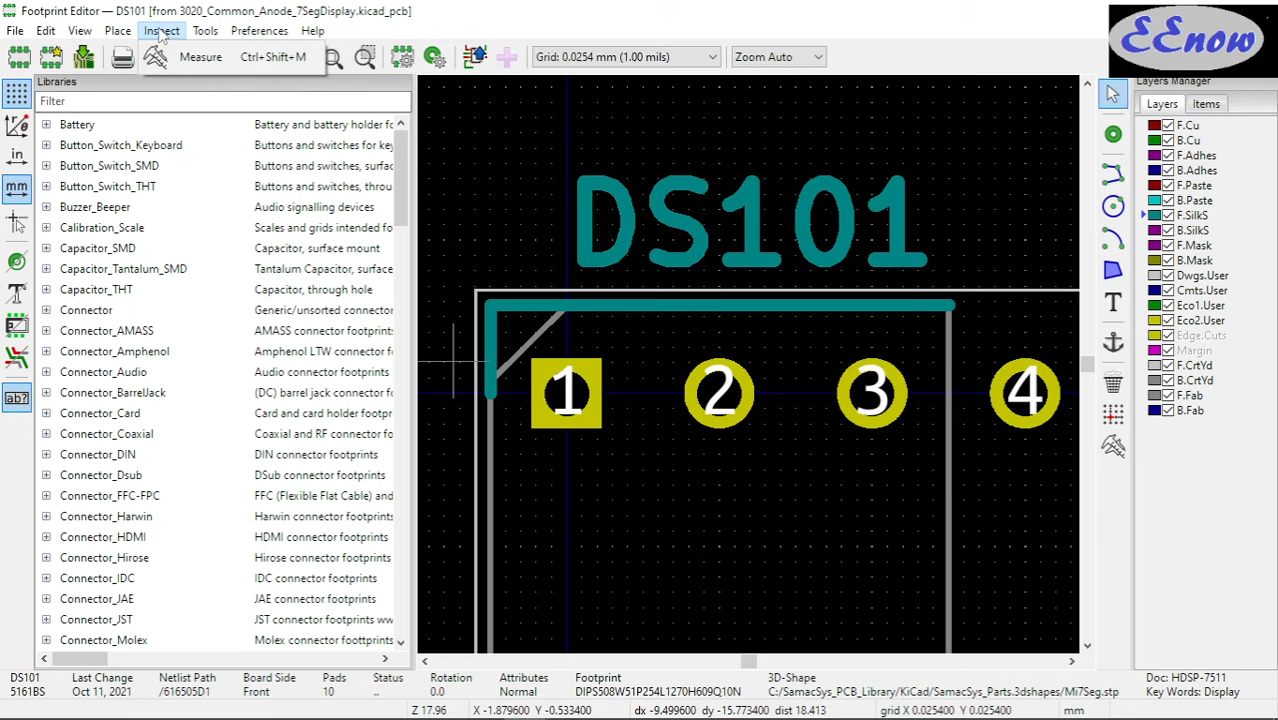 Footprint Editor — DS101 [from 3020_Common_Anode_7SegDisplay.kicad_pcb]
EEnow
File Edit View Place Inspect Tools Preferences Help
Measure Ctrl+Shift+M
Grid: 0.0254 mm (1.00 mils)
Zoom Auto
Libraries
Filter
Battery Battery and battery holder fo
Button_Switch_Keyboard Buttons and switches for key
Button_Switch_SMD Buttons and switches, surfac
Button_Switch_THT Buttons and switches, throu
Buzzer_Beeper Audio signalling devices
Calibration_Scale Scales and grids intended fo
Capacitor_SMD Capacitor, surface mount
Capacitor_Tantalum_SMD Tantalum Capacitor, surface
Capacitor_THT Capacitor, through hole
Connector Generic/unsorted connector
Connector_AMASS AMASS connector footprints
Connector_Amphenol Amphenol LTW connector
Connector_Audio Audio connector footprints
Connector_BarrelJack (DC) barrel jack connector
Connector_Card Card and card holder footpr
Connector_Coaxial Coaxial and RF connector fo
Connector_DIN DIN connector footprints
Connector_Dsub DSub connector footprints
Connector_FFC-FPC FFC (Flexible Flat Cable) and
Connector_Harwin Harwin connector footprints
Connector_HDMI HDMI connector footprints
Connector_Hirose Hirose connector footprints
Connector_IDC IDC connector footprints
Connector_JAE JAE connector footprints
Connector_JST JST connector footprints ww
Connector_Molex Molex connector foottprints
in
mm
ab?
DS101
1 2 3 4
Layers Manager
Layers Items
F.Cu
B.Cu
F.Adhes
B.Adhes
F.Paste
B.Paste
F.SilkS
B.SilkS
F.Mask
B.Mask
Dwgs.User
Cmts.User
Eco1.User
Eco2.User
Edge.Cuts
Margin
F.CrtYd
B.CrtYd
F.Fab
B.Fab
DS101 Last Change Netlist Path Board Side Pads Status Rotation Attributes Footprint 3D-Shape Doc: HDSP-7511
5161BS Oct 11, 2021 /616505D1 Front 10 .. 0.0 Normal DIPS508W51P254L1270H609Q10N C:/SamacSys_PCB_Library/KiCad/SamacSys_Parts.3dshapes/Mi7Seg.stp Key Words: Display
Z 17.96 X -1.879600 Y -0.533400 dx -9.499600 dy -15.773400 dist 18.413 grid X 0.025400 Y 0.025400 mm